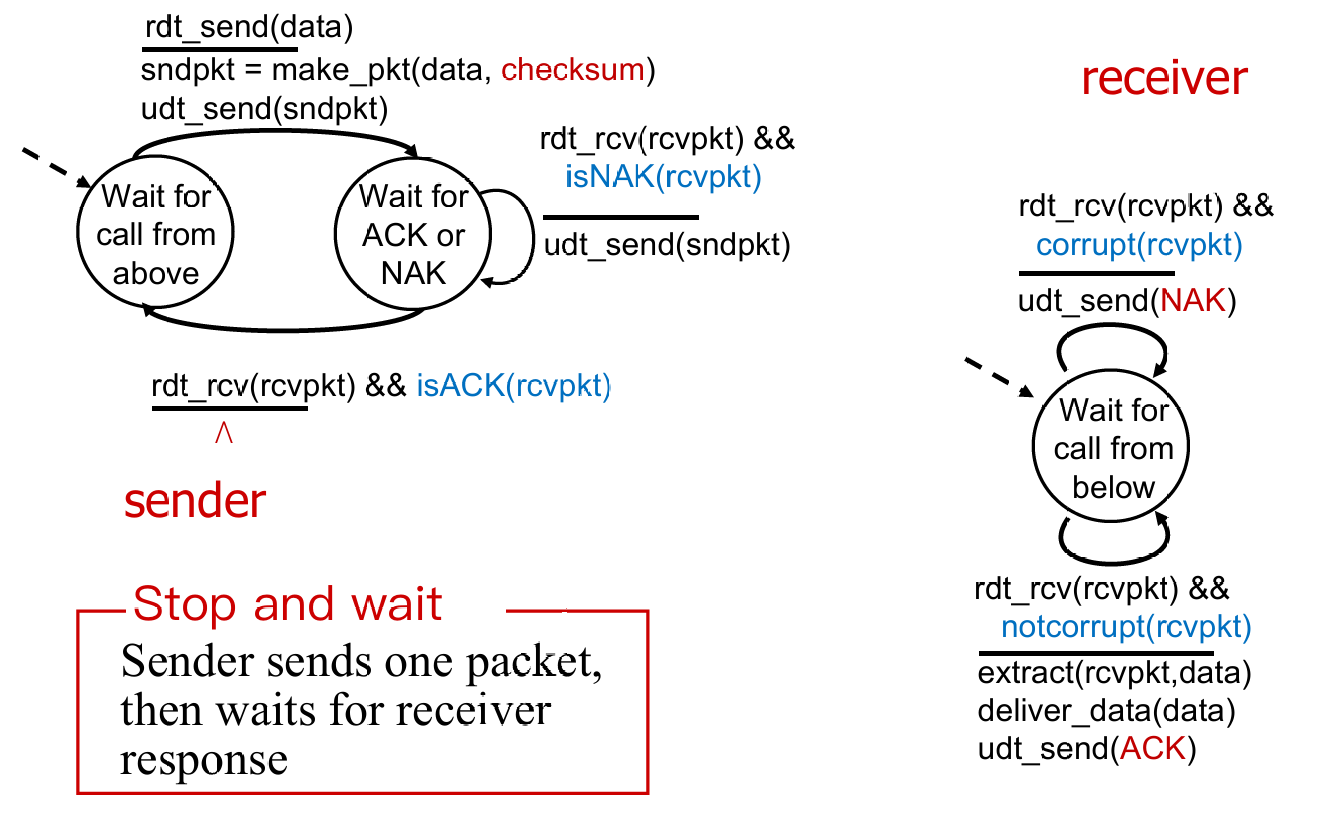 rdt_send(data)
sndpkt = make_pkt(data, checksum)
udt_send(sndpkt)
Wait for
call from
above
Wait for
ACK or
NAK
rdt_rcv(rcvpkt) &&
isNAK(rcvpkt)
udt_send(sndpkt)
rdt_rcv(rcvpkt) && isACK(rcvpkt)
Λ
sender
receiver
rdt_rcv(rcvpkt) &&
corrupt(rcvpkt)
udt_send(NAK)
Wait for
call from
below
rdt_rcv(rcvpkt) &&
notcorrupt(rcvpkt)
extract(rcvpkt,data)
deliver_data(data)
udt_send(ACK)
Stop and wait
Sender sends one packet,
then waits for receiver
response